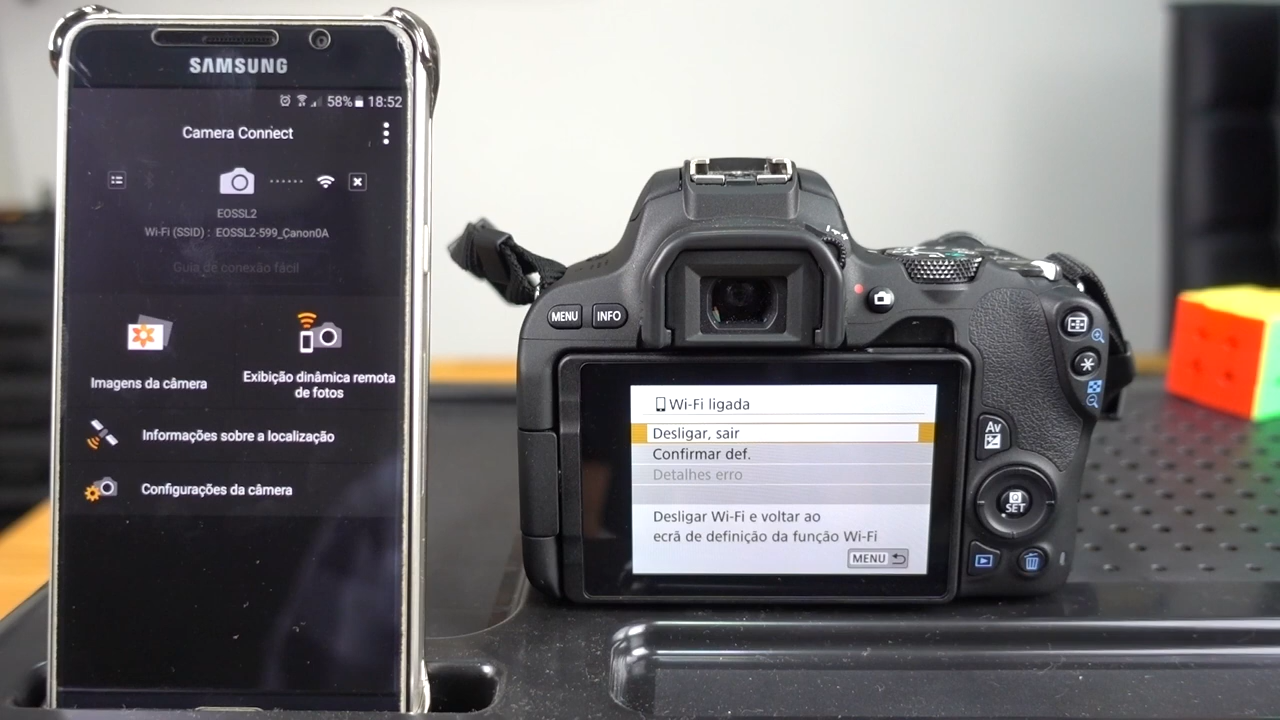 SAMSUNG
58% 18:52
Camera Connect
EOSSL2
Wi-Fi (SSID) : EOSSL2-599_Canon0A
Guia de conexão fácil
Imagens da câmera
Exibição dinâmica remota
de fotos
Informações sobre a localização
Configurações da câmera
MENU
INFO
Wi-Fi ligada
Desligar, sair
Confirmar def.
Detalhes erro
Desligar Wi-Fi e voltar ao
ecrã de definição da função Wi-Fi
MENU
Av
SET